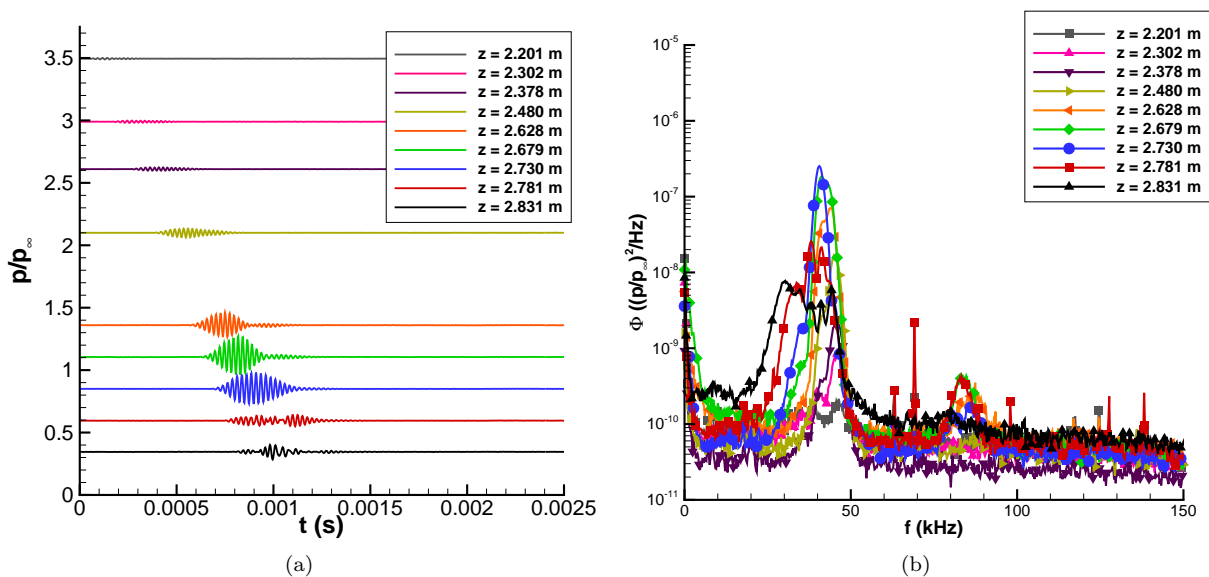 z = 2.201 m
z = 2.302 m
z = 2.378 m
z = 2.480 m
z = 2.628 m
z = 2.679 m
z = 2.730 m
z = 2.781 m
z = 2.831 m
p/p∞
3.5
3
2.5
2
1.5
1
0.5
0
0 0.0005 0.001 0.0015 0.002 0.0025
t (s)
(a)
z = 2.201 m
z = 2.302 m
z = 2.378 m
z = 2.480 m
z = 2.628 m
z = 2.679 m
z = 2.730 m
z = 2.781 m
z = 2.831 m
Φ ((p/p∞)²/Hz)
10⁻⁵
10⁻⁶
10⁻⁷
10⁻⁸
10⁻⁹
10⁻¹⁰
10⁻¹¹
0 50 100 150
f (kHz)
(b)